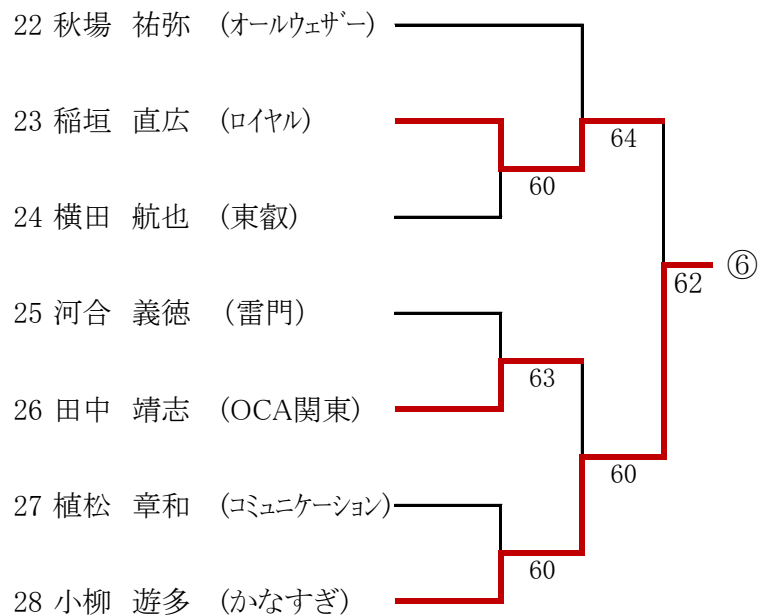 22 秋場 祐弥 (オールウェザー)
64
23 稲垣 直広 (ロイヤル)
60
24 横田 航也 (東叡)
62 ⑥
25 河合 義徳 (雷門)
63
26 田中 靖志 (OCA関東)
60
27 植松 章和 (コミュニケーション)
60
28 小柳 遊多 (かなすぎ)